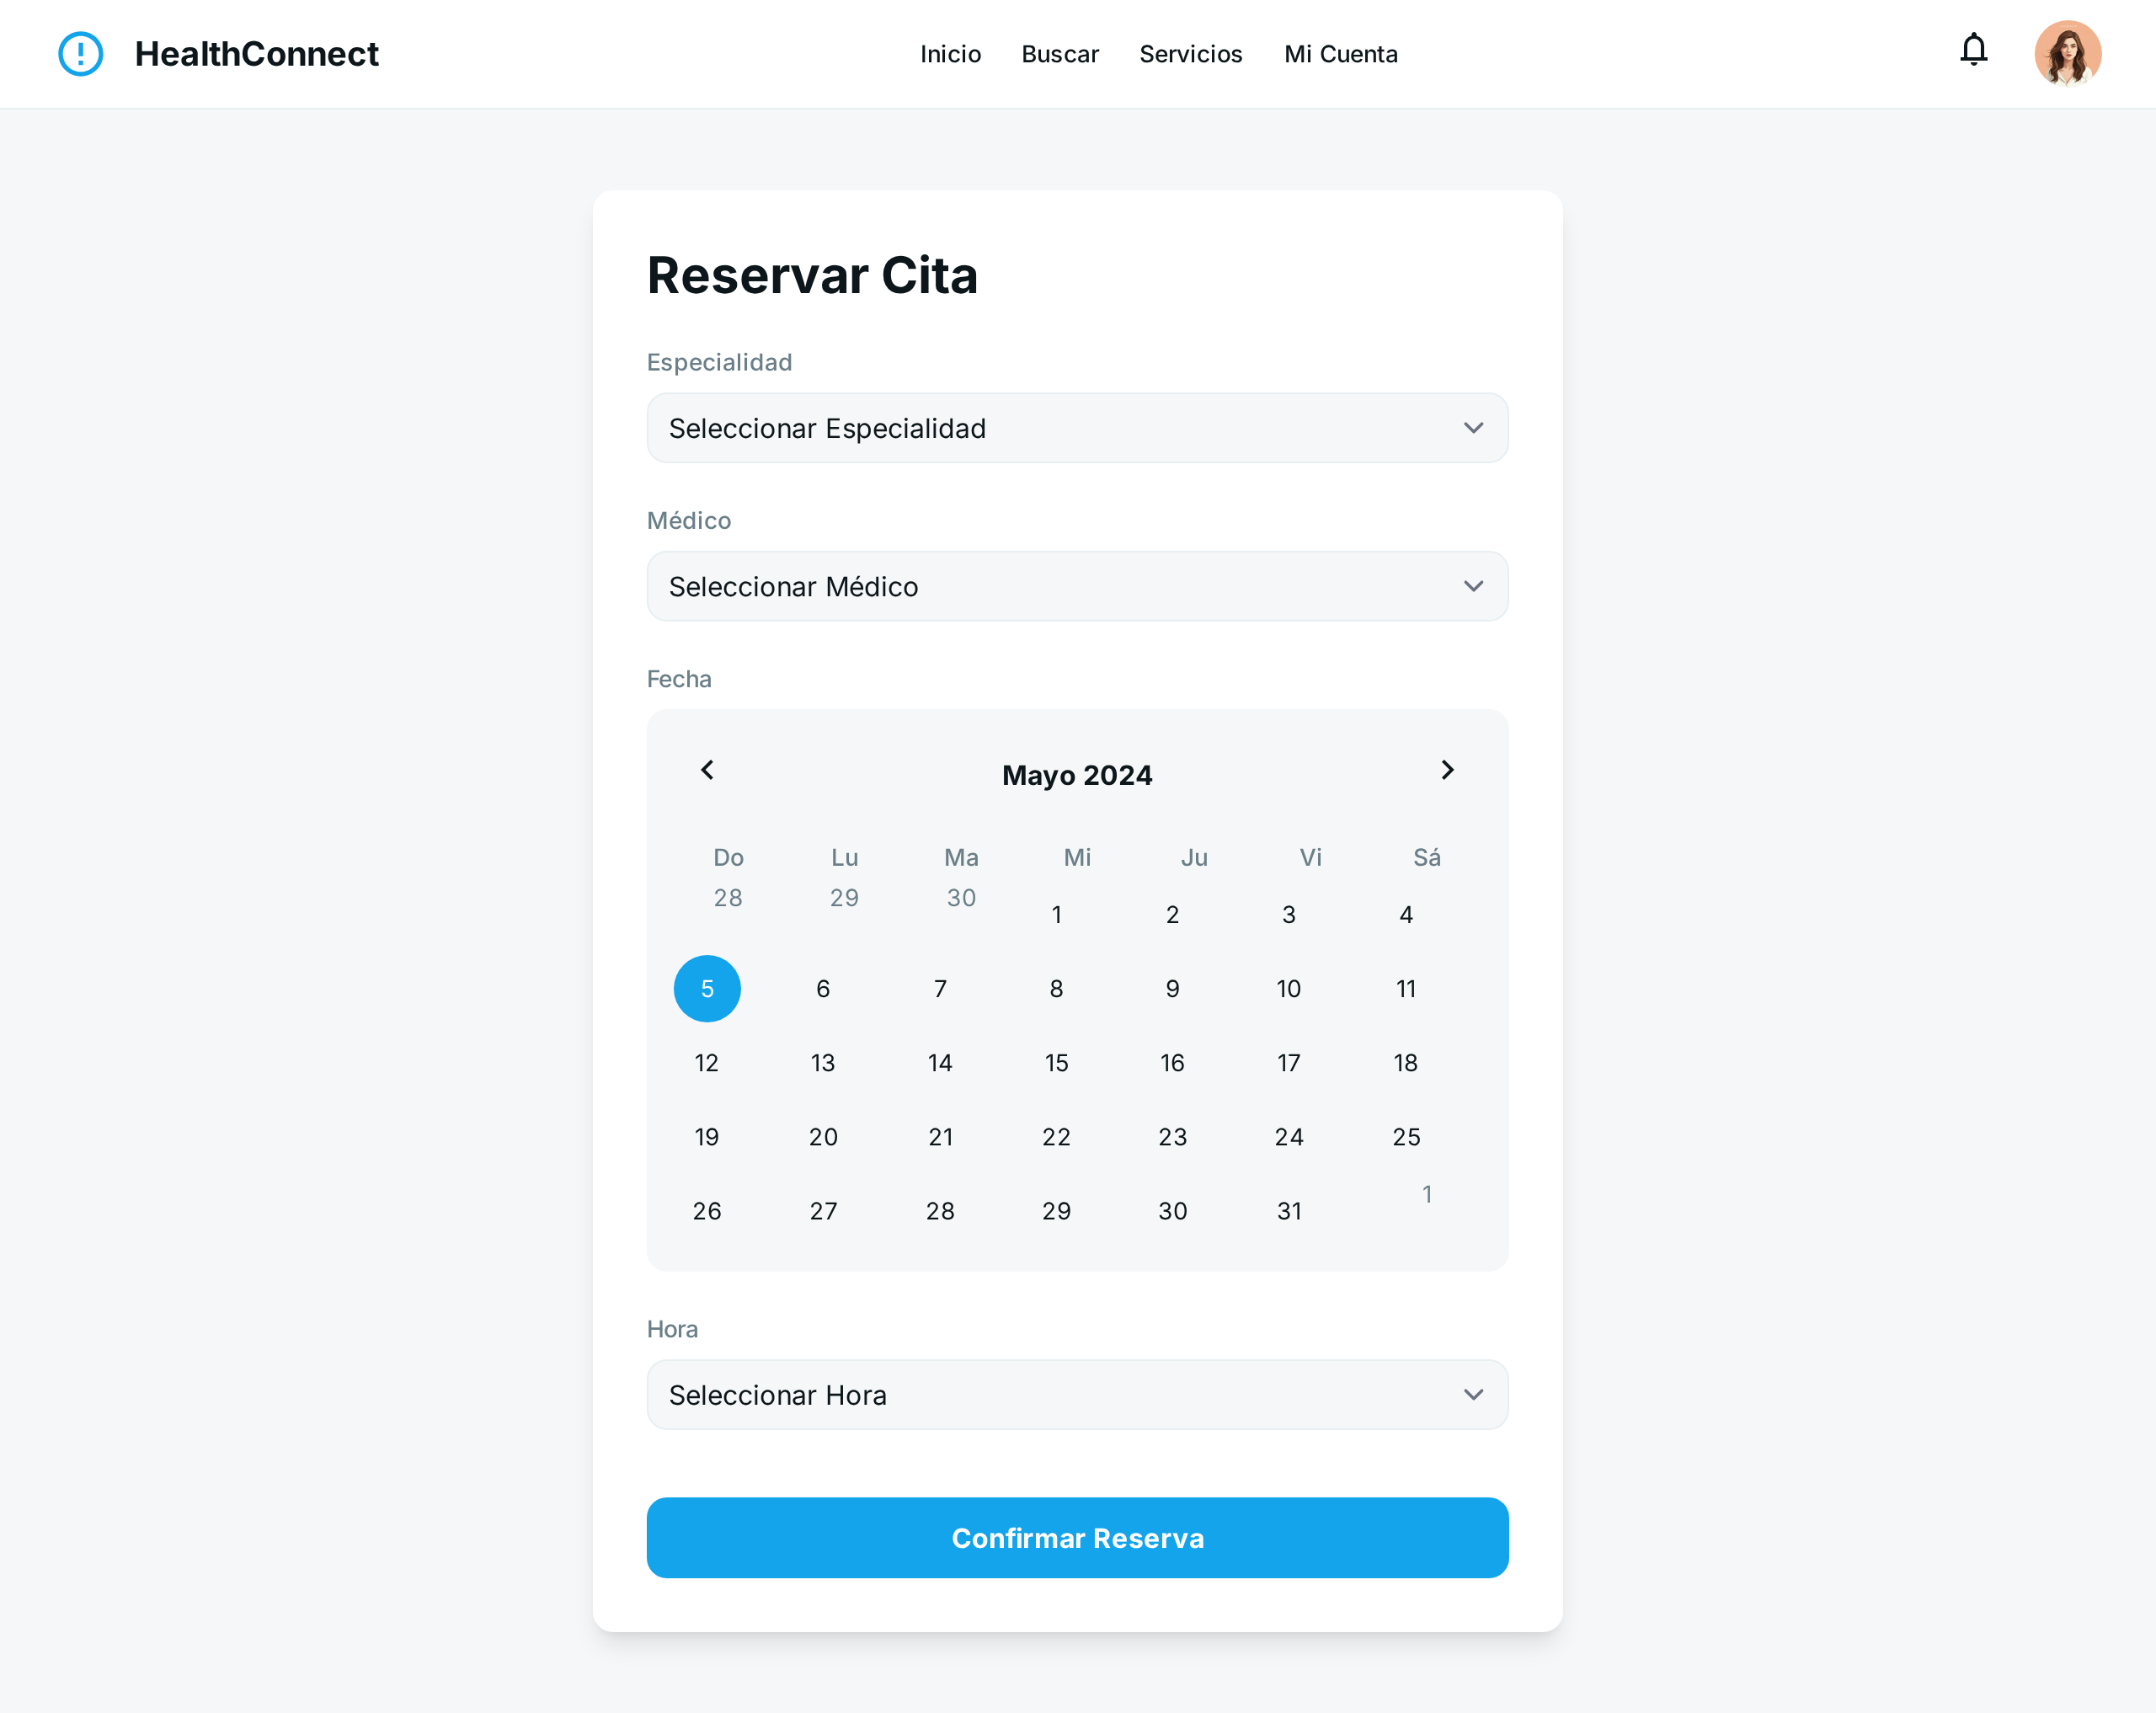 HealthConnect
Inicio Buscar Servicios Mi Cuenta
Reservar Cita
Especialidad
Seleccionar Especialidad
Médico
Seleccionar Médico
Fecha
Mayo 2024
Do Lu Ma Mi Ju Vi Sá
28 29 30 1 2 3 4
5 6 7 8 9 10 11
12 13 14 15 16 17 18
19 20 21 22 23 24 25
26 27 28 29 30 31 1
Hora
Seleccionar Hora
Confirmar Reserva